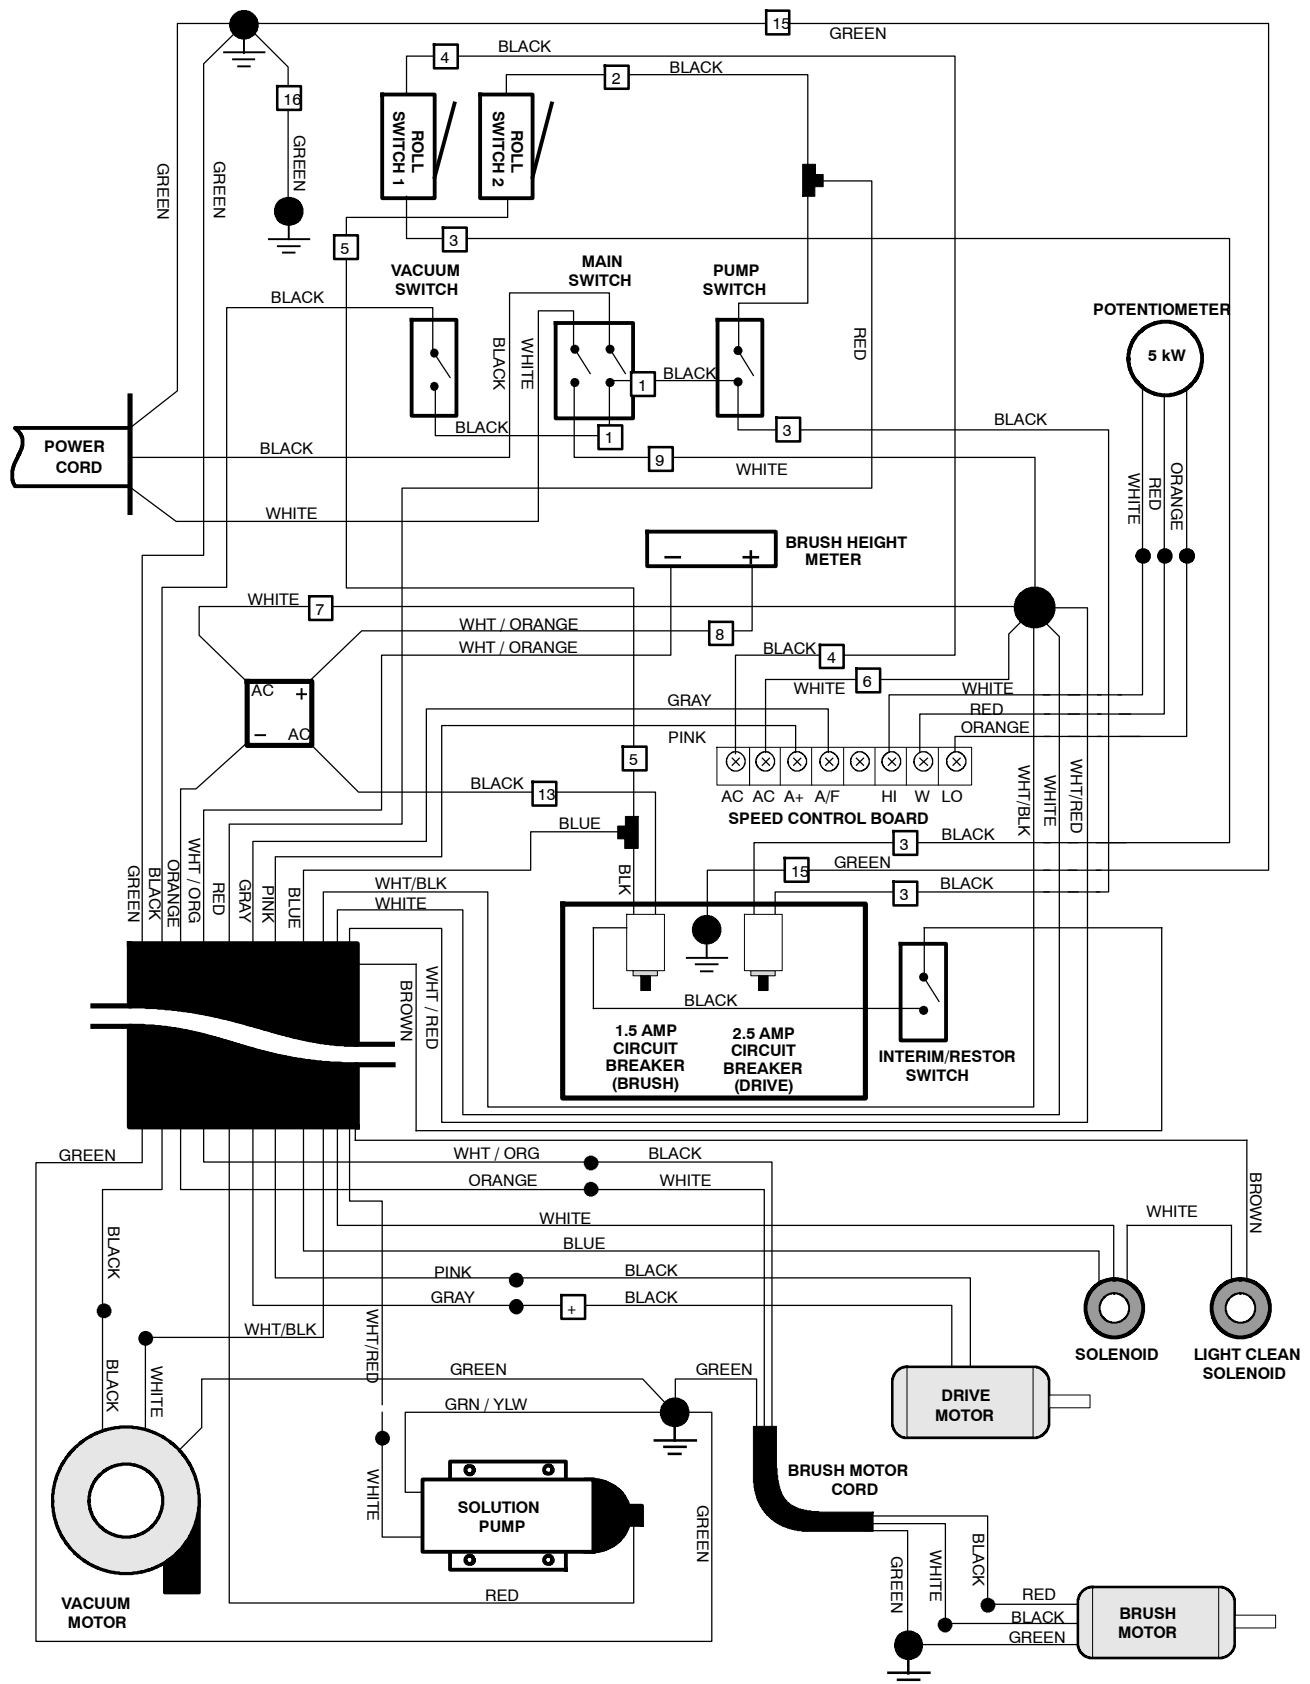 15
GREEN
4
BLACK
2
BLACK
16
ROLL
SWITCH 1
ROLL
SWITCH 2
GREEN
GREEN
GREEN
5
3
VACUUM
SWITCH
MAIN
SWITCH
PUMP
SWITCH
BLACK
POTENTIOMETER
5 kW
BLACK
WHITE
RED
1
BLACK
BLACK
1
3
BLACK
POWER
CORD
BLACK
9
WHITE
WHITE
RED
ORANGE
WHITE
BRUSH HEIGHT
METER
–
+
WHITE
7
WHT / ORANGE
8
WHT / ORANGE
BLACK
4
WHITE
6
AC
+
–
AC
GRAY
PINK
WHITE
RED
ORANGE
5
BLACK
13
AC
AC
A+
A/F
HI
W
LO
SPEED CONTROL BOARD
WHT/BLK
WHITE
WHT/RED
BLUE
3
BLACK
15
GREEN
3
BLACK
BLK
GREEN
BLACK
ORANGE
WHT / ORG
RED
GRAY
PINK
BLUE
WHT/BLK
WHITE
BROWN
WHT / RED
BLACK
1.5 AMP
CIRCUIT
BREAKER
(BRUSH)
2.5 AMP
CIRCUIT
BREAKER
(DRIVE)
INTERIM/RESTOR
SWITCH
GREEN
WHT / ORG
BLACK
ORANGE
WHITE
BROWN
WHITE
WHITE
BLUE
BLACK
PINK
BLACK
GRAY
+
BLACK
WHT/BLK
WHT/RED
SOLENOID
LIGHT CLEAN
SOLENOID
BLACK
WHITE
GREEN
GREEN
GRN / YLW
DRIVE
MOTOR
BRUSH MOTOR
CORD
WHITE
SOLUTION
PUMP
GREEN
RED
VACUUM
MOTOR
GREEN
WHITE
BLACK
RED
BLACK
GREEN
BRUSH
MOTOR